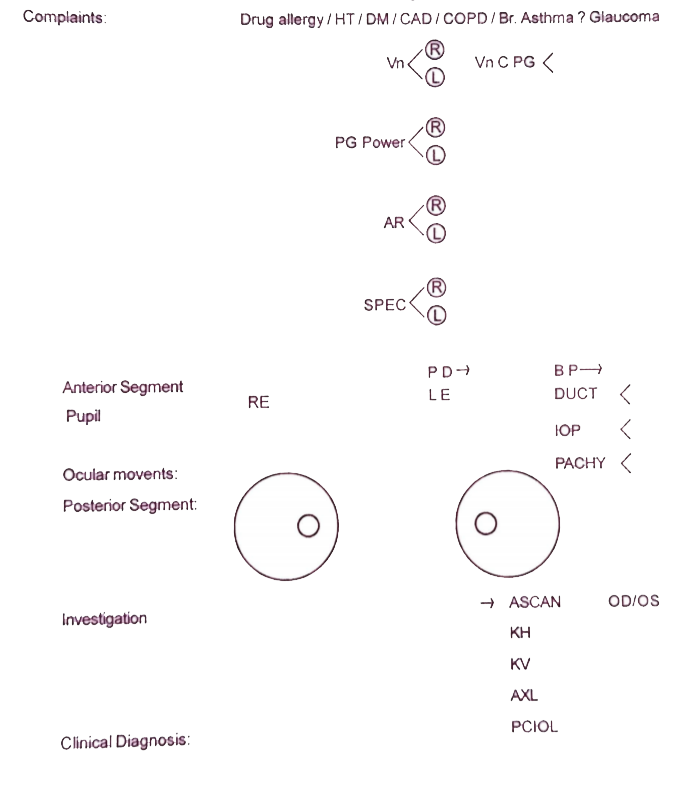 Complaints: Drug allergy / HT / DM / CAD / COPD / Br. Asthma ? Glaucoma
R
Vn < Vn C PG <
L
R
PG Power <
L
R
AR <
L
R
SPEC <
L
P D → B P →
Anterior Segment RE L E DUCT <
Pupil
IOP <
PACHY <
Ocular movents:
Posterior Segment:
→ ASCAN OD/OS
Investigation
KH
KV
AXL
PCIOL
Clinical Diagnosis: